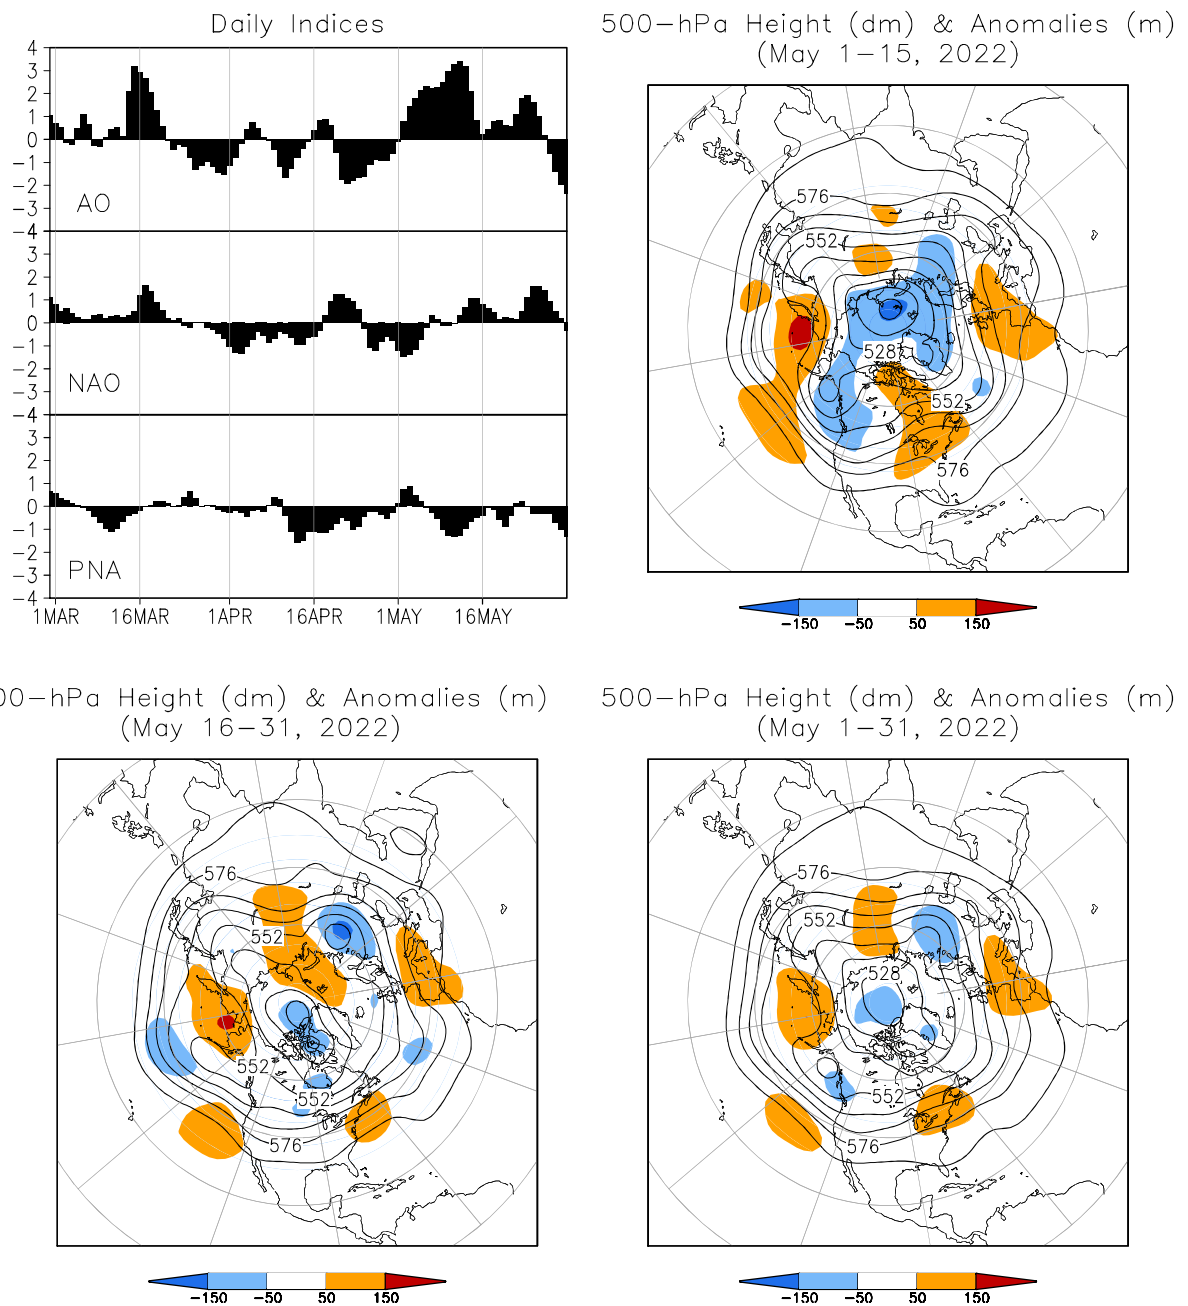 Daily Indices
4
3
2
1
0
-1
-2
-3
AO
-4
3
2
1
0
-1
-2
-3
NAO
-4
3
2
1
0
-1
-2
-3
PNA
-4
1MAR 16MAR 1APR 16APR 1MAY 16MAY
500-hPa Height (dm) & Anomalies (m)
(May 1-15, 2022)
576
552
528
552
576
-150 -50 50 150
00-hPa Height (dm) & Anomalies (m)
(May 16-31, 2022)
576
552
552
552
576
-150 -50 50 150
500-hPa Height (dm) & Anomalies (m)
(May 1-31, 2022)
576
552
528
552
576
-150 -50 50 150